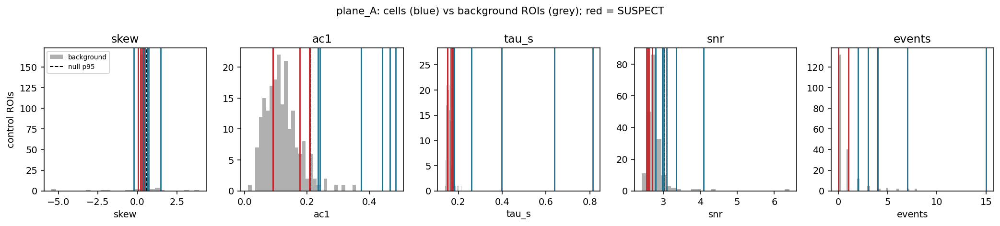 plane_A: cells (blue) vs background ROIs (grey); red = SUSPECT
skew
background
null p95
control ROIs
150
125
100
75
50
25
0
−5.0 −2.5 0.0 2.5
skew
ac1
20
15
10
5
0
0.0 0.2 0.4
ac1
tau_s
25
20
15
10
5
0
0.2 0.4 0.6 0.8
tau_s
snr
80
60
40
20
0
3 4 5 6
snr
events
120
100
80
60
40
20
0
0 5 10 15
events